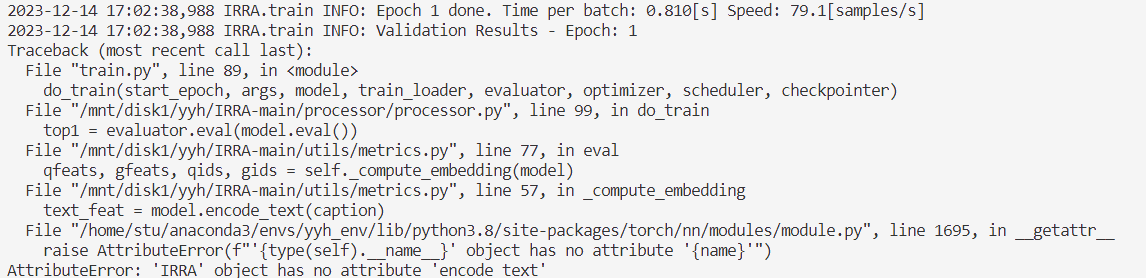 2023-12-14 17:02:38,988 IRRA.train INFO: Epoch 1 done. Time per batch: 0.810[s] Speed: 79.1[samples/s]
2023-12-14 17:02:38,988 IRRA.train INFO: Validation Results - Epoch: 1
Traceback (most recent call last):
  File "train.py", line 89, in <module>
    do_train(start_epoch, args, model, train_loader, evaluator, optimizer, scheduler, checkpointer)
  File "/mnt/disk1/yyh/IRRA-main/processor/processor.py", line 99, in do_train
    top1 = evaluator.eval(model.eval())
  File "/mnt/disk1/yyh/IRRA-main/utils/metrics.py", line 77, in eval
    qfeats, gfeats, qids, gids = self._compute_embedding(model)
  File "/mnt/disk1/yyh/IRRA-main/utils/metrics.py", line 57, in _compute_embedding
    text_feat = model.encode_text(caption)
  File "/home/stu/anaconda3/envs/yyh_env/lib/python3.8/site-packages/torch/nn/modules/module.py", line 1695, in __getattr__
    raise AttributeError(f"'{type(self).__name__}' object has no attribute '{name}'")
AttributeError: 'IRRA' object has no attribute 'encode_text'